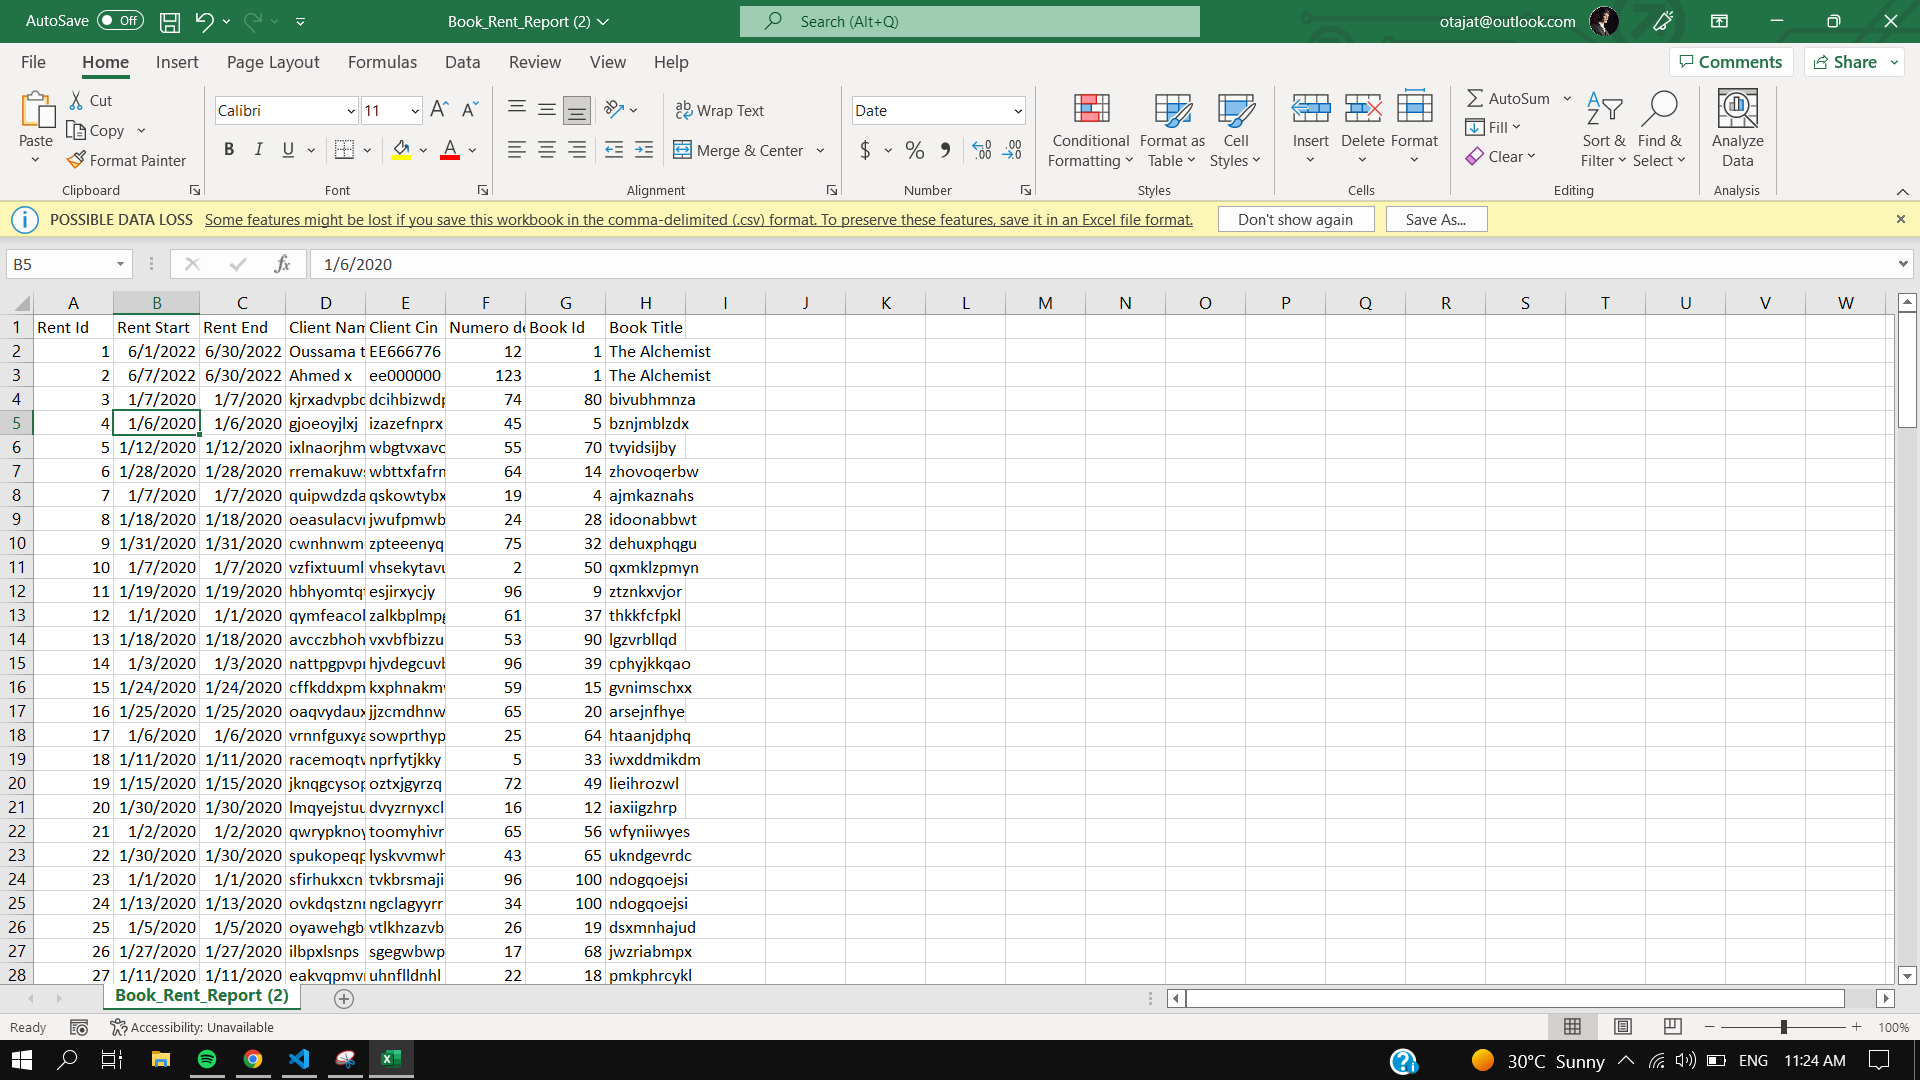 AutoSave Off Book_Rent_Report (2) Search (Alt+Q) otajat@outlook.com
File Home Insert Page Layout Formulas Data Review View Help Comments Share
Paste Cut Copy Format Painter Clipboard
Calibri 11 B I U A Font
Wrap Text Merge & Center Alignment
Date $ % Number
Conditional Formatting Format as Table Cell Styles Styles
Insert Delete Format Cells
AutoSum Fill Clear Sort & Filter Find & Select Editing
Analyze Data Analysis
POSSIBLE DATA LOSS Some features might be lost if you save this workbook in the comma-delimited (.csv) format. To preserve these features, save it in an Excel file format. Don't show again Save As...
B5 fx 1/6/2020
A B C D E F G H I J K L M N O P Q R S T U V W
1 Rent Id Rent Start Rent End Client Nam Client Cin Numero de Book Id Book Title
2 1 6/1/2022 6/30/2022 Oussama t EE666776 12 1 The Alchemist
3 2 6/7/2022 6/30/2022 Ahmed x ee000000 123 1 The Alchemist
4 3 1/7/2020 1/7/2020 kjrxadvpbd dcihbizwdp 74 80 bivubhmnza
5 4 1/6/2020 1/6/2020 gjoeoyjlxj izazefnprx 45 5 bznjmblzdx
6 5 1/12/2020 1/12/2020 ixlnaorjhm wbgtvxavc 55 70 tvyidsijby
7 6 1/28/2020 1/28/2020 rremakuws wbttxfafrn 64 14 zhovoqerbw
8 7 1/7/2020 1/7/2020 quipwdzda qskowtybx 19 4 ajmkaznahs
9 8 1/18/2020 1/18/2020 oeasulacvr jwufpmwb 24 28 idoonabbwt
10 9 1/31/2020 1/31/2020 cwnhnwm zpteeenyq 75 32 dehuxphqgu
11 10 1/7/2020 1/7/2020 vzfixtuuml vhsekytavu 2 50 qxmklzpmyn
12 11 1/19/2020 1/19/2020 hbhyomtqt esjirxycjy 96 9 ztznkxvjor
13 12 1/1/2020 1/1/2020 qymfeacol zalkbplmpg 61 37 thkkfcfpkl
14 13 1/18/2020 1/18/2020 avcczbhoh vxvbfbizzu 53 90 lgzvrbllqd
15 14 1/3/2020 1/3/2020 nattpgpvpr hjvdegcuvb 96 39 cphyjkkqao
16 15 1/24/2020 1/24/2020 cffkddxpm kxphnakmv 59 15 gvnimschxx
17 16 1/25/2020 1/25/2020 oaqvydaux jjzcmdhnw 65 20 arsejnfhye
18 17 1/6/2020 1/6/2020 vrnnfguxya sowprthyp 25 64 htaanjdphq
19 18 1/11/2020 1/11/2020 racemoqtv nprfytjkky 5 33 iwxddmikdm
20 19 1/15/2020 1/15/2020 jknqgcysop oztxjgyrzq 72 49 lieihrozwl
21 20 1/30/2020 1/30/2020 lmqyejstuu dvyzrnyxcl 16 12 iaxiigzhrp
22 21 1/2/2020 1/2/2020 qwrypknoy toomyhivr 65 56 wfyniiwyes
23 22 1/30/2020 1/30/2020 spukopeqp lyskvvmwh 43 65 ukndgevrdc
24 23 1/1/2020 1/1/2020 sfirhukxcn tvkbrsmaji 96 100 ndogqoejsi
25 24 1/13/2020 1/13/2020 ovkdqstznr ngclagyyrr 34 100 ndogqoejsi
26 25 1/5/2020 1/5/2020 oyawehgb vtlkhzazvb 26 19 dsxmnhajud
27 26 1/27/2020 1/27/2020 ilbpxlsnps sgegwbwp 17 68 jwzriabmpx
28 27 1/11/2020 1/11/2020 eakvqpmvr uhnflldnhl 22 18 pmkphrcykl
Book_Rent_Report (2)
Ready Accessibility: Unavailable 100%
30°C Sunny ENG 11:24 AM